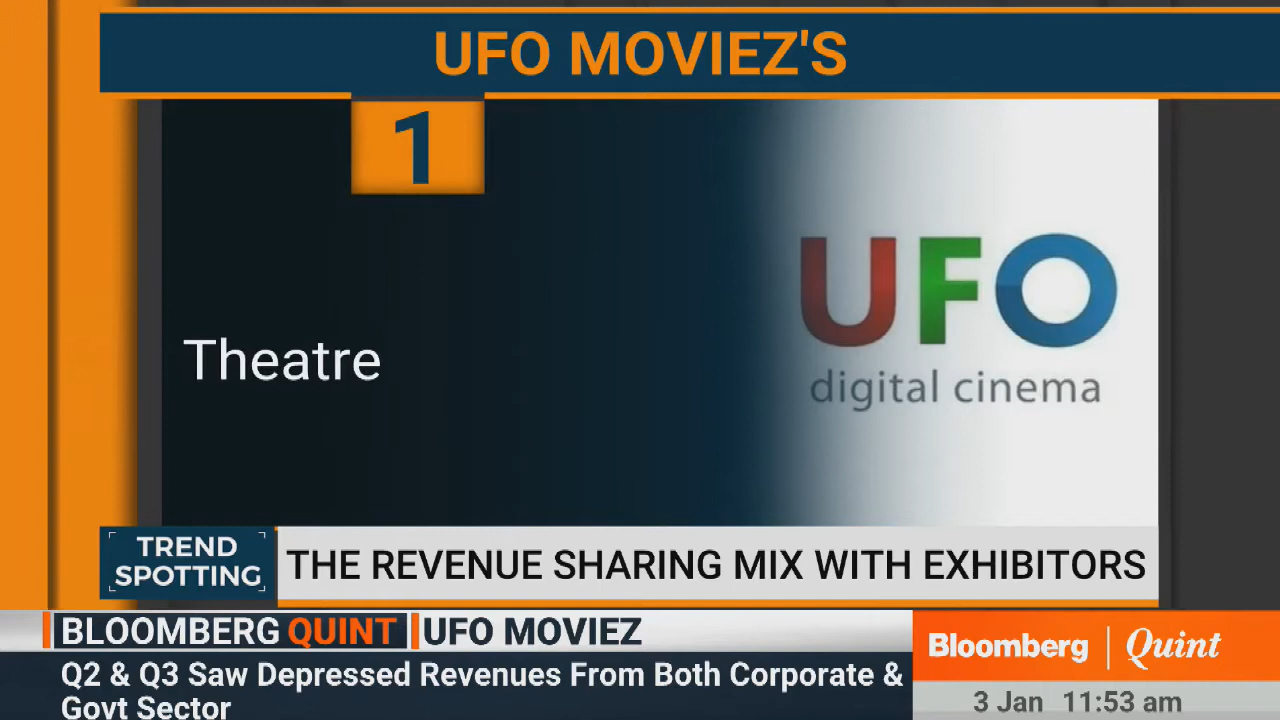 UFO MOVIEZ'S
1
Theatre
UFO
digital cinema
TREND
SPOTTING
THE REVENUE SHARING MIX WITH EXHIBITORS
BLOOMBERG QUINT UFO MOVIEZ
Q2 & Q3 Saw Depressed Revenues From Both Corporate &
Govt Sector
Bloomberg | Quint
3 Jan 11:53 am